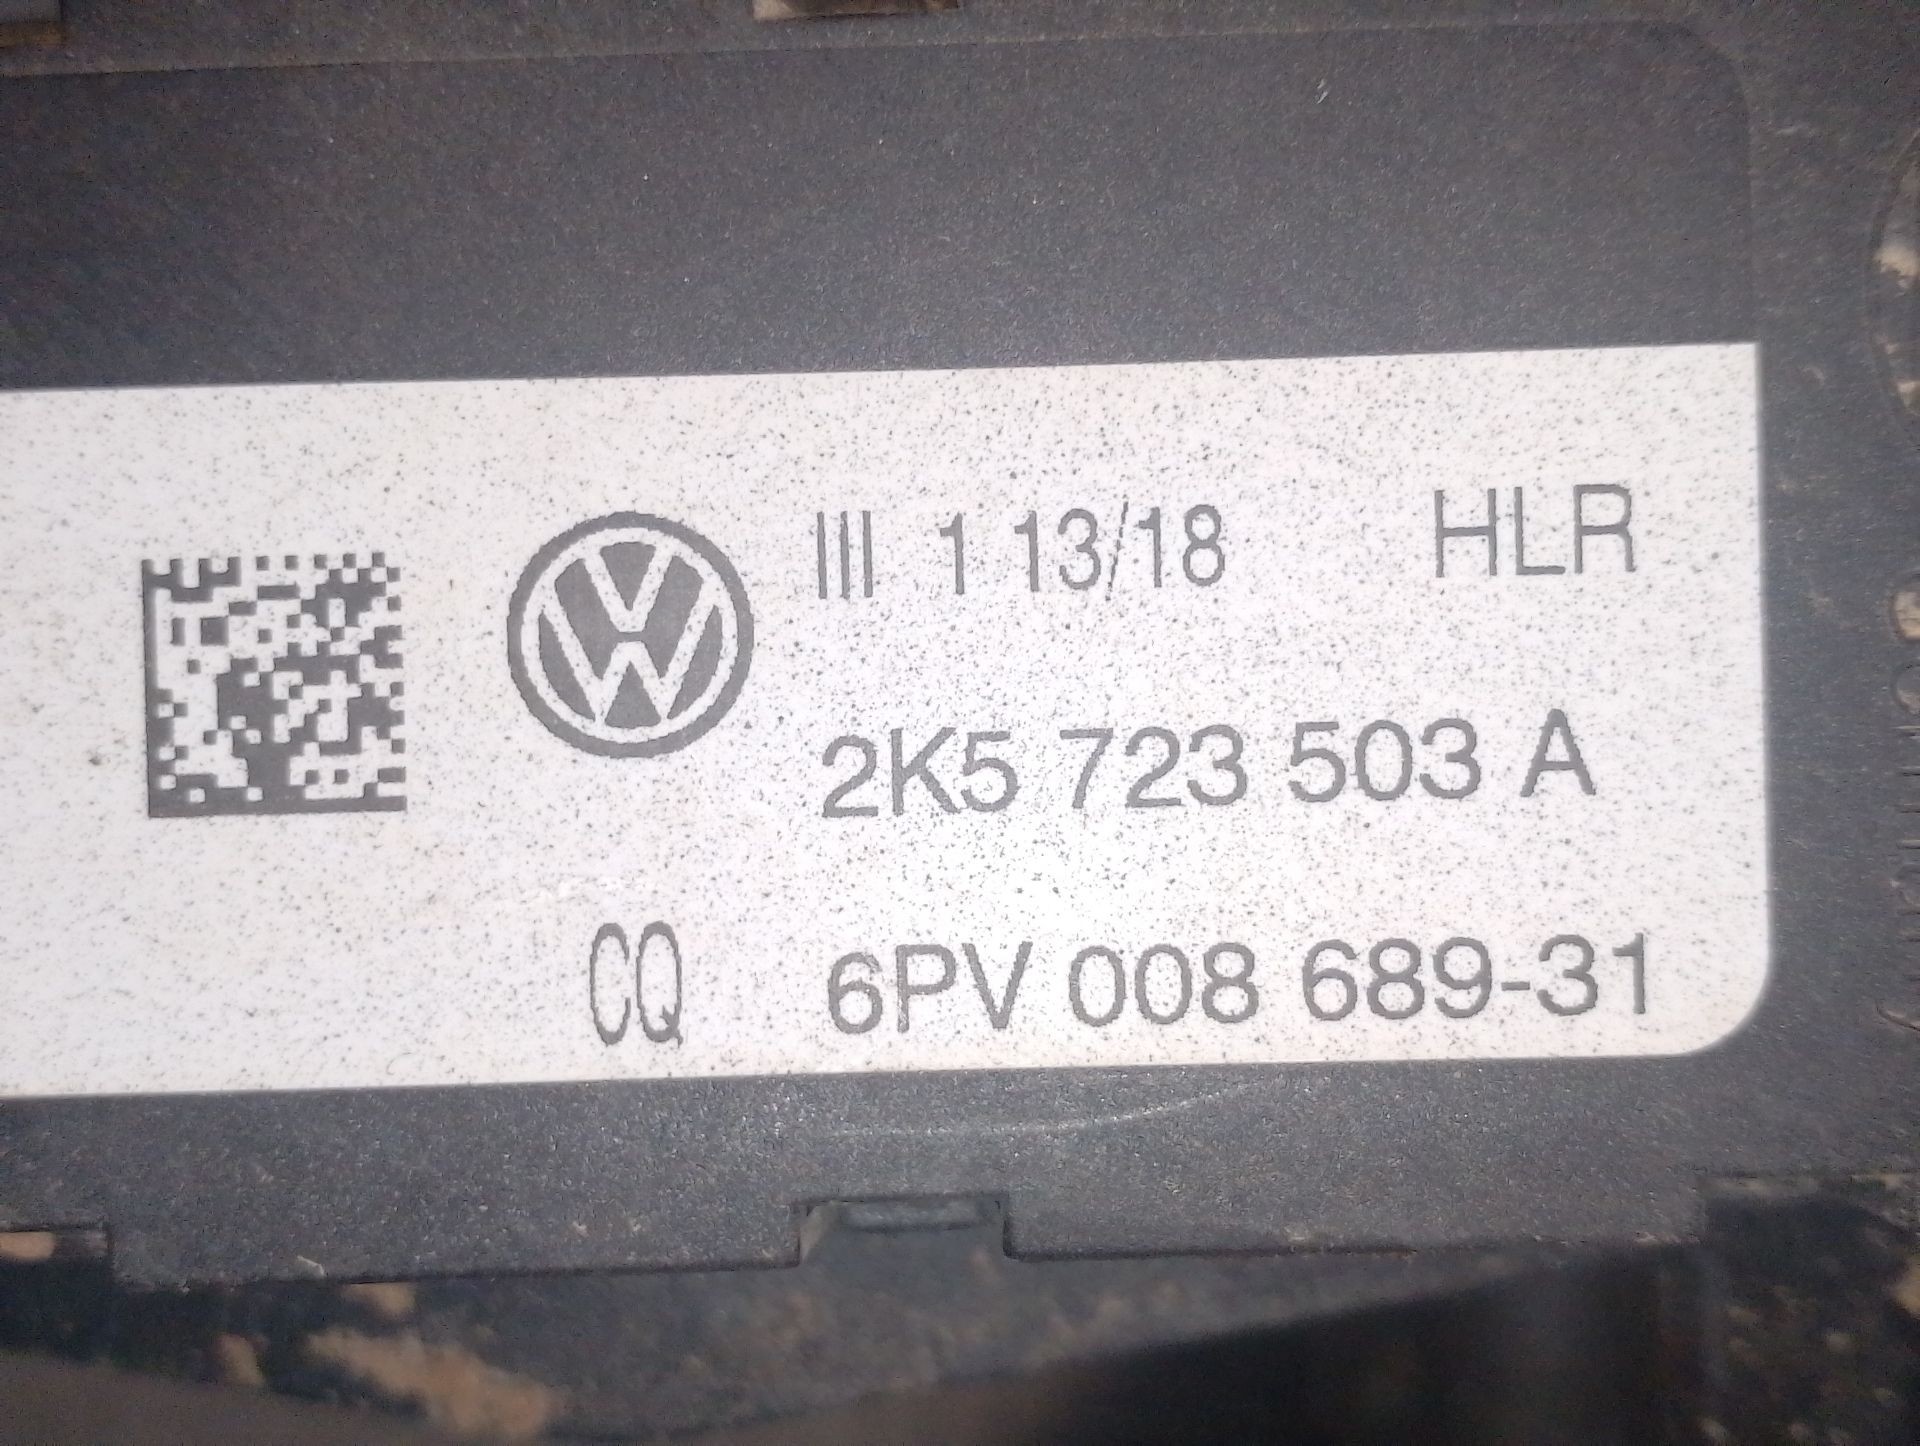 III 1 13/18 HLR
2K5 723 503 A
CQ 6PV 008 689-31